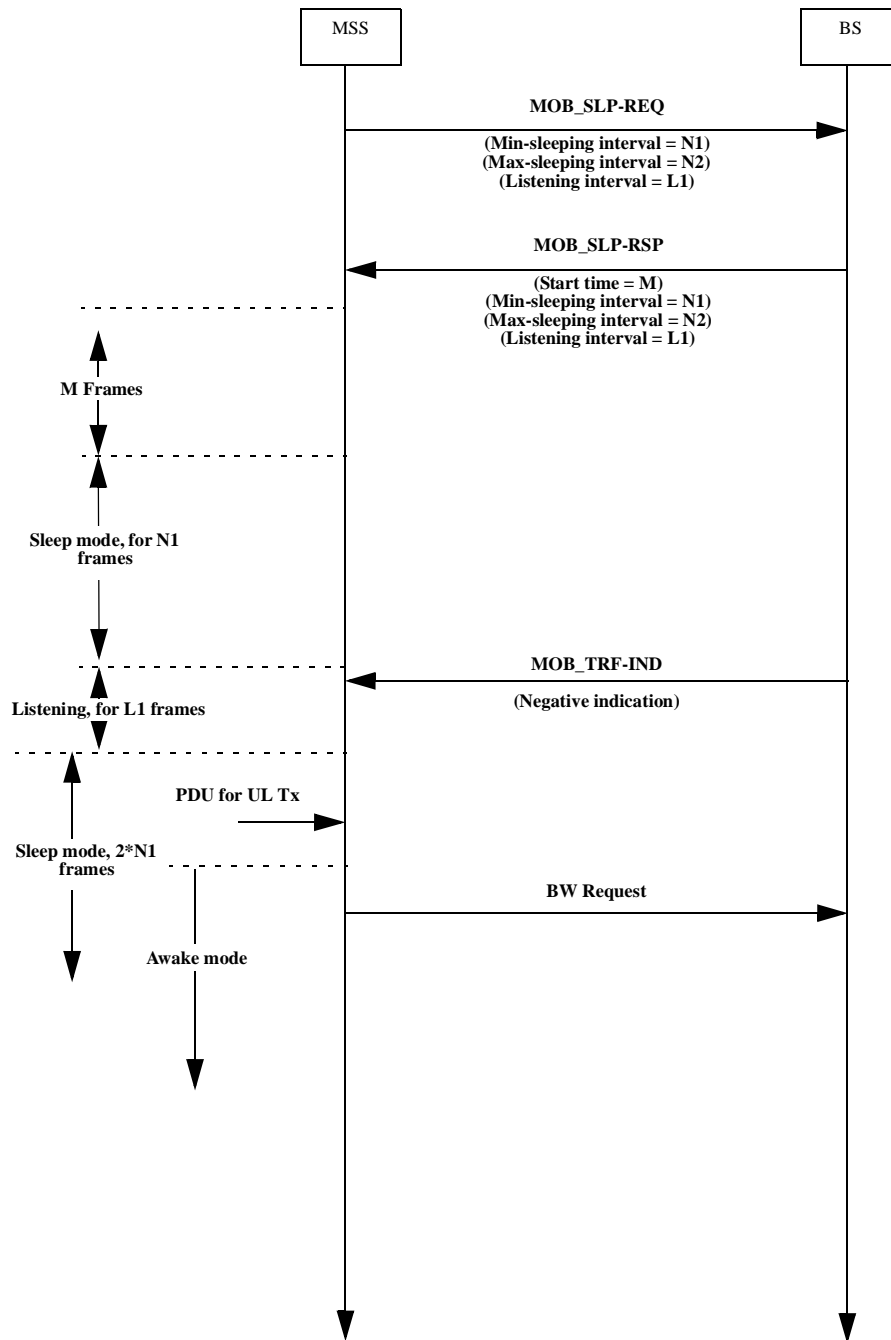 MSS
BS
MOB_SLP-REQ
(Min-sleeping interval = N1)
(Max-sleeping interval = N2)
(Listening interval = L1)
MOB_SLP-RSP
(Start time = M)
(Min-sleeping interval = N1)
(Max-sleeping interval = N2)
(Listening interval = L1)
M Frames
Sleep mode, for N1
frames
MOB_TRF-IND
(Negative indication)
Listening, for L1 frames
PDU for UL Tx
Sleep mode, 2*N1
frames
BW Request
Awake mode